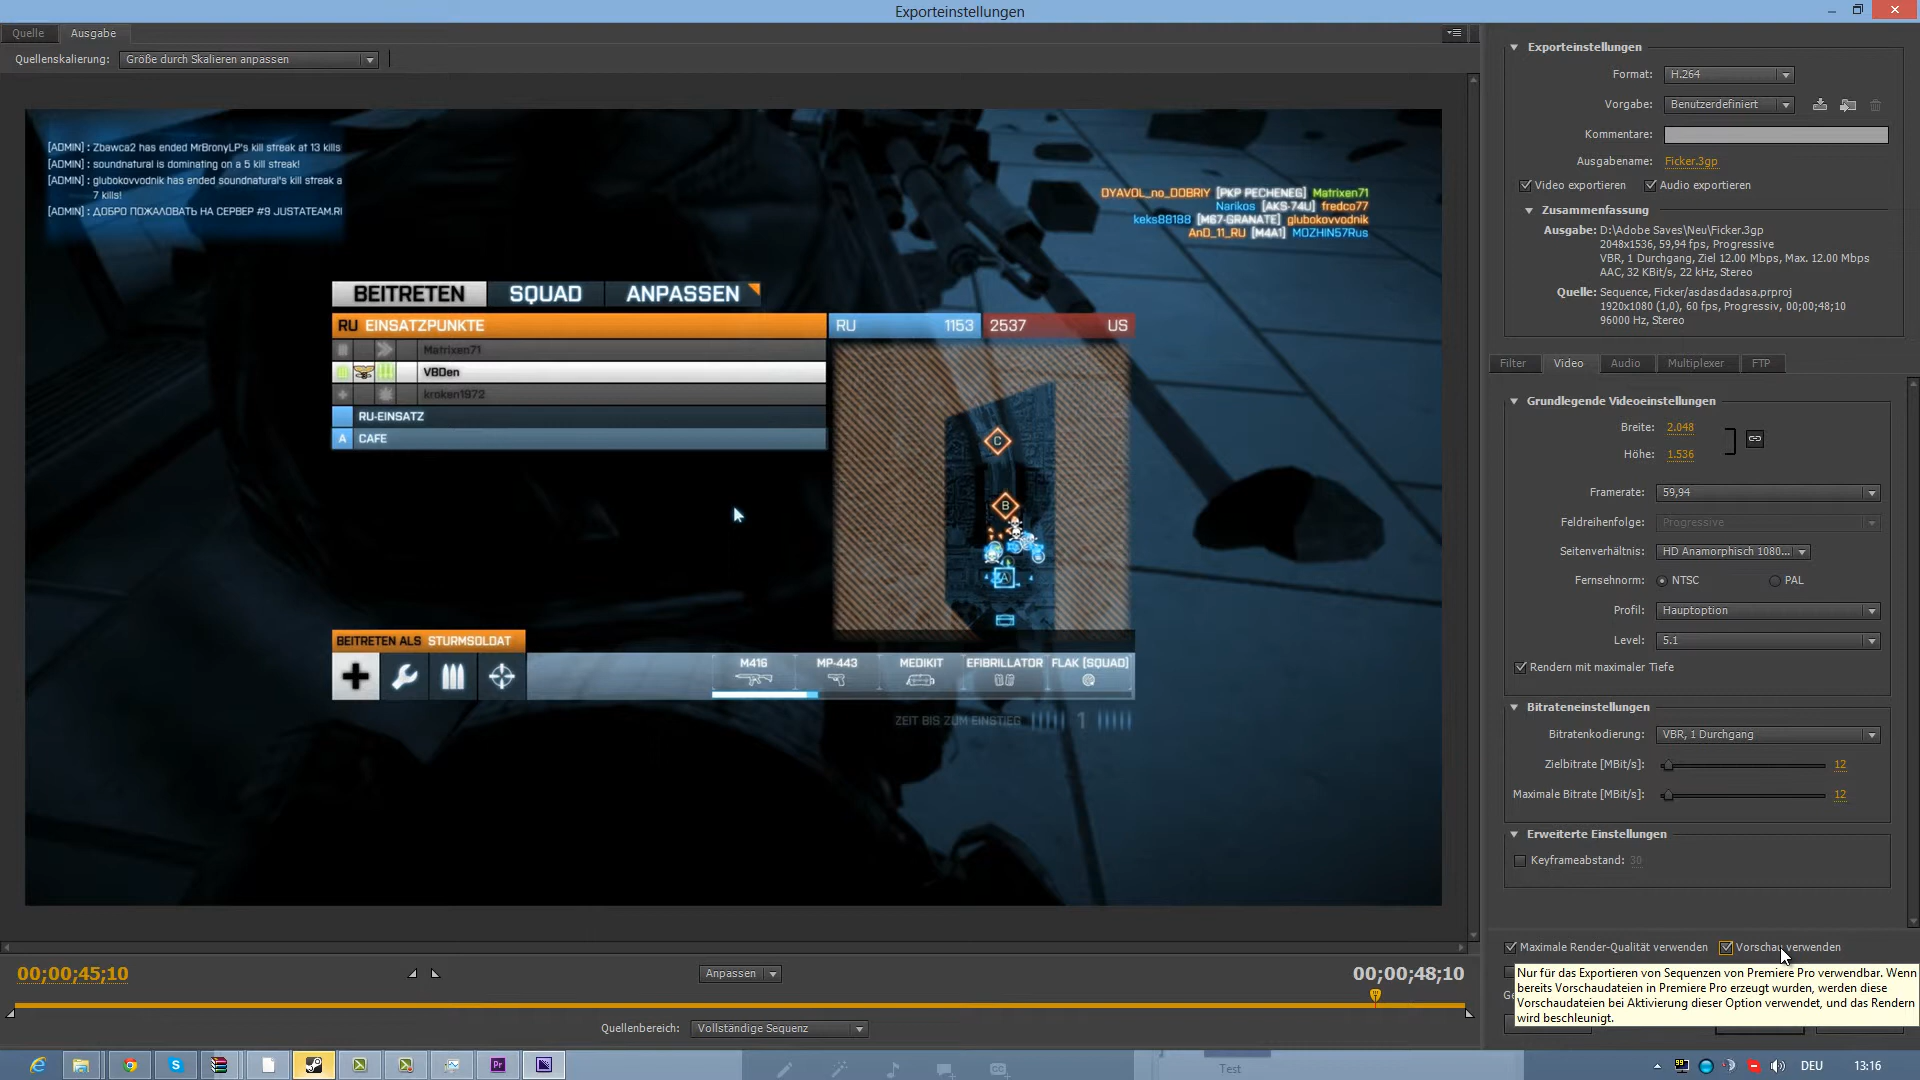 Exporteinstellungen
Quelle
Ausgabe
Quellenskalierung:
Größe durch Skalieren anpassen
[ADMIN] : Zbawca2 has ended MrBronyLP's kill streak at 13 kills
[ADMIN] : soundnatural is dominating on a 5 kill streak!
[ADMIN] : glubokovvodnik has ended soundnatural's kill streak a
7 kills!
[ADMIN] : ДОБРО ПОЖАЛОВАТЬ НА СЕРВЕР #9 JUSTATEAM.R
DYAVOL_no_DOBRIY [PKP PECHENEG] Matrixen71
Narikos [AKS-74U] fredco77
keks88188 [M67-GRANATE] glubokovvodnik
AnD_11_RU [M4A1] MOZHIN57Rus
BEITRETEN
SQUAD
ANPASSEN
RU EINSATZPUNKTE
RU 1153
2537 US
Matrixen71
VBDen
kroken1972
RU-EINSATZ
A CAFE
C
B
A
BEITRETEN ALS STURMSOLDAT
M416
MP-443
MEDIKIT
EFIBRILLATOR
FLAK [SQUAD]
ZEIT BIS ZUM EINSTIEG
1
00;00;45;10
Anpassen
00;00;48;10
Quellenbereich:
Vollständige Sequenz
Exporteinstellungen
Format:
H.264
Vorgabe:
Benutzerdefiniert
Kommentare:
Ausgabename:
Ficker.3gp
Video exportieren
Audio exportieren
Zusammenfassung
Ausgabe: D:\Adobe Saves\Neu\Ficker.3gp
2048x1536, 59,94 fps, Progressive
VBR, 1 Durchgang, Ziel 12.00 Mbps, Max. 12.00 MBps
AAC, 32 KBit/s, 22 kHz, Stereo
Quelle: Sequence, Ficker/asdasdadasa.prproj
1920x1080 (1,0), 60 fps, Progressiv, 00;00;48;10
96000 Hz, Stereo
Filter
Video
Audio
Multiplexer
FTP
Grundlegende Videoeinstellungen
Breite: 2.048
Höhe: 1.536
Framerate: 59,94
Feldreihenfolge: Progressive
Seitenverhältnis: HD Anamorphisch 1080...
Fernsehnorm: NTSC PAL
Profil: Hauptoption
Level: 5.1
Rendern mit maximaler Tiefe
Bitrateneinstellungen
Bitratenkodierung: VBR, 1 Durchgang
Zielbitrate [MBit/s]: 12
Maximale Bitrate [MBit/s]: 12
Erweiterte Einstellungen
Keyframeabstand: 30
Maximale Render-Qualität verwenden
Vorschau verwenden
Nur für das Exportieren von Sequenzen von Premiere Pro verwendbar. Wenn
bereits Vorschaudateien in Premiere Pro erzeugt wurden, werden diese
Vorschaudateien bei Aktivierung dieser Option verwendet, und das Rendern
wird beschleunigt.
Test
DEU
13:16